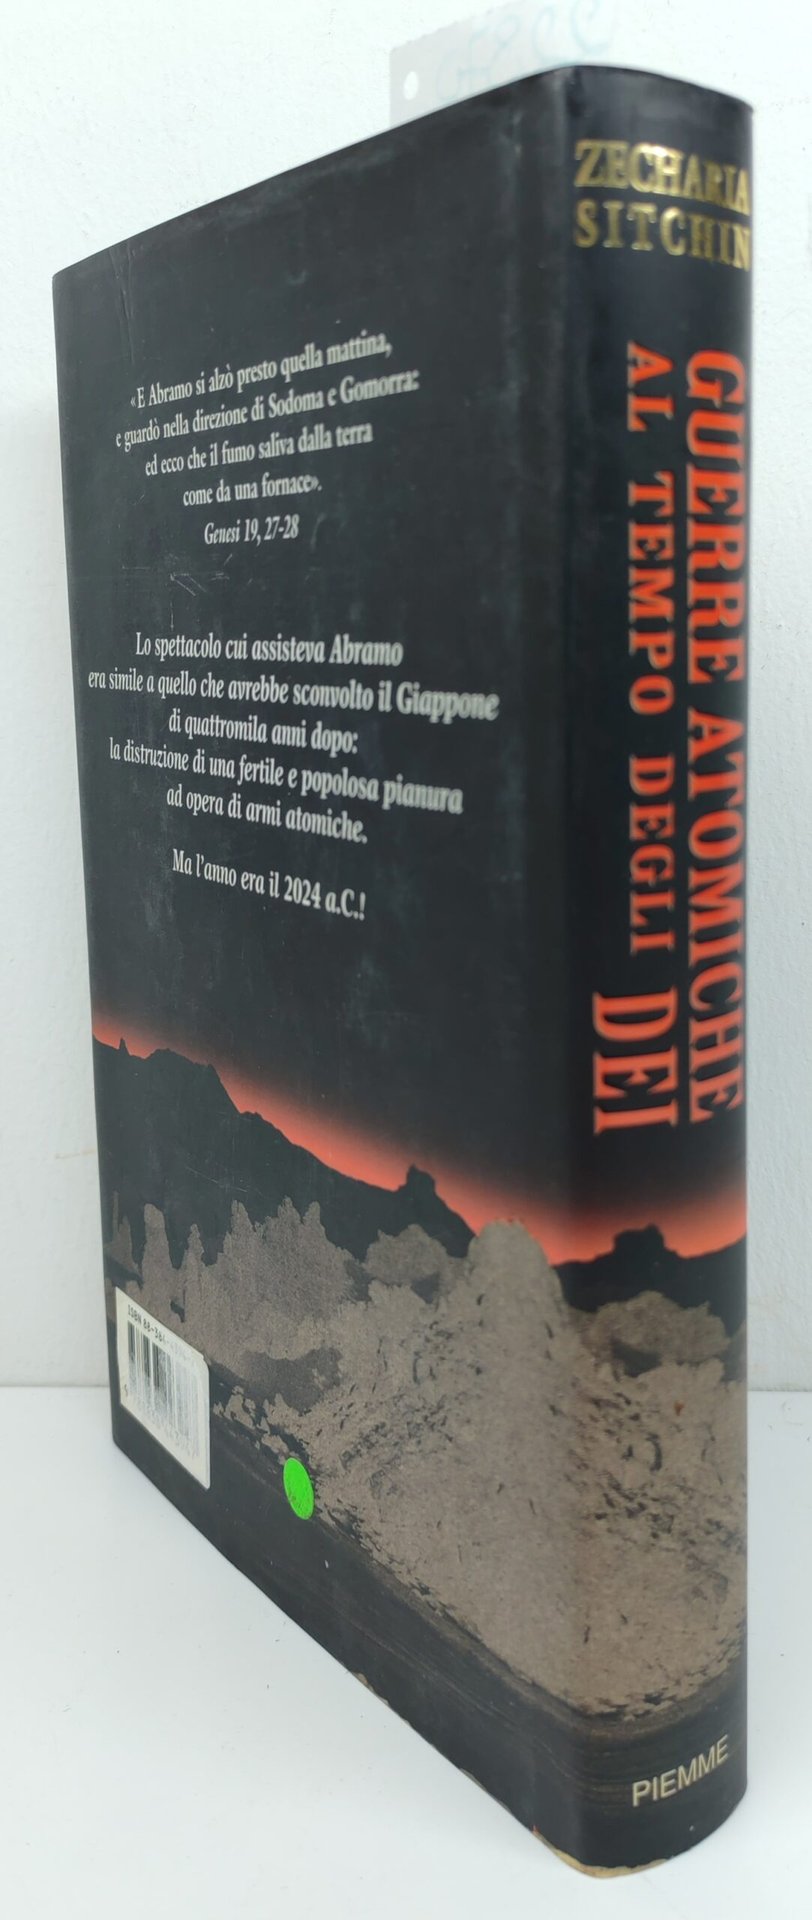 «E Abramo si alzò presto quella mattina,
e guardò nella direzione di Sodoma e Gomorra:
ed ecco che il fumo saliva dalla terra
come da una fornace».
Genesi 19, 27-28
Lo spettacolo cui assisteva Abramo
era simile a quello che avrebbe sconvolto il Giappone
di quattromila anni dopo:
la distruzione di una fertile e popolosa pianura
ad opera di armi atomiche.
Ma l'anno era il 2024 a.C.!
ISBN 88-384-
ZECHARIA
SITCHIN
GUERRE ATOMICHE
AL TEMPO DEGLI DEI
PIEMME